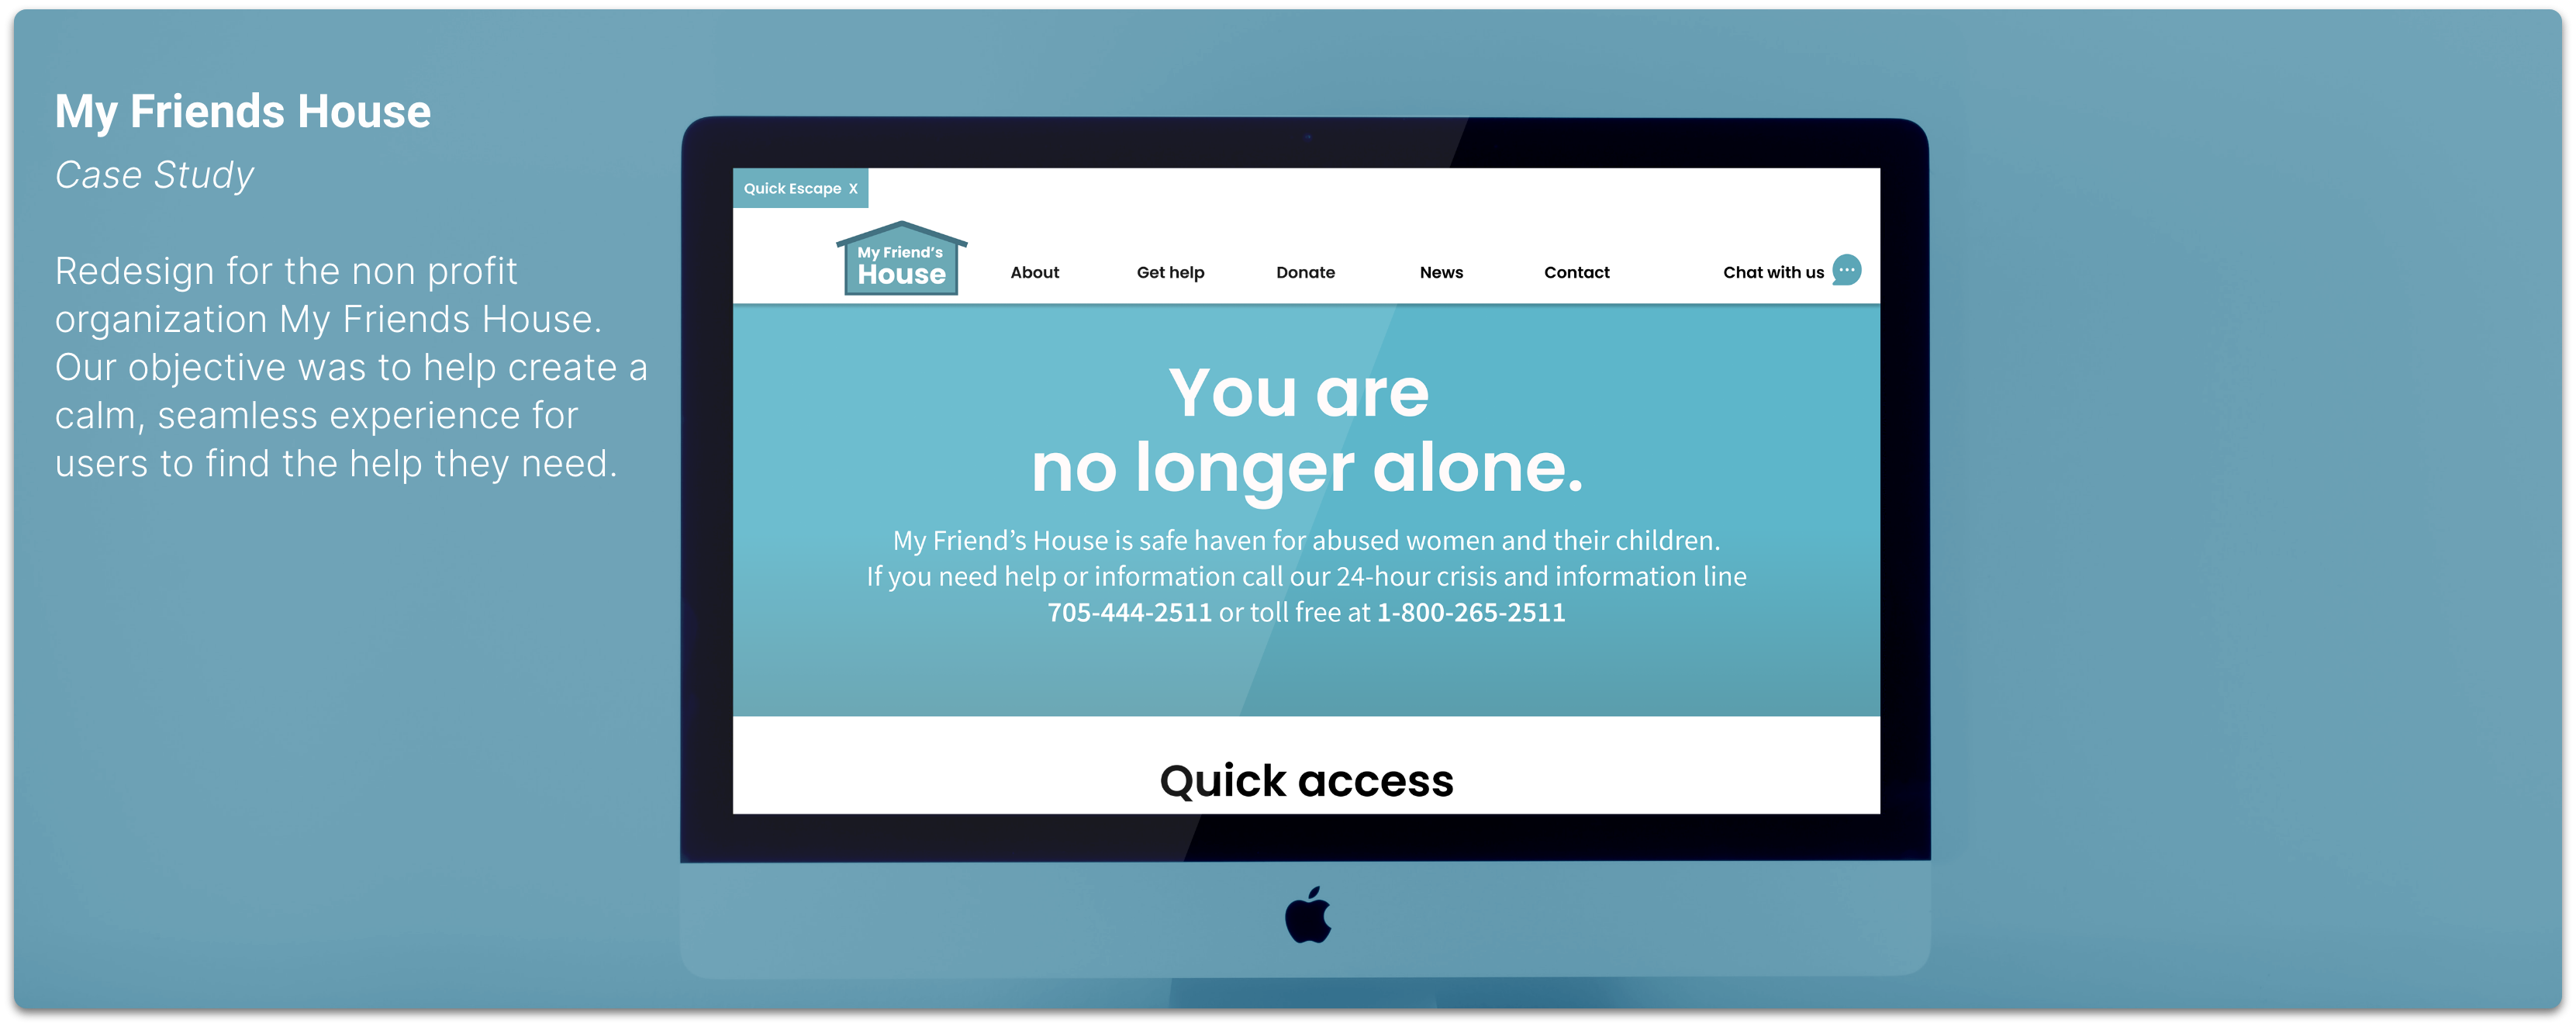 My Friends House
Case Study
Redesign for the non profit
organization My Friends House.
Our objective was to help create a
calm, seamless experience for
users to find the help they need.
Quick Escape X
My Friend's
House
About
Get help
Donate
News
Contact
Chat with us
You are
no longer alone.
My Friend's House is safe haven for abused women and their children.
If you need help or information call our 24-hour crisis and information line
705-444-2511 or toll free at 1-800-265-2511
Quick access